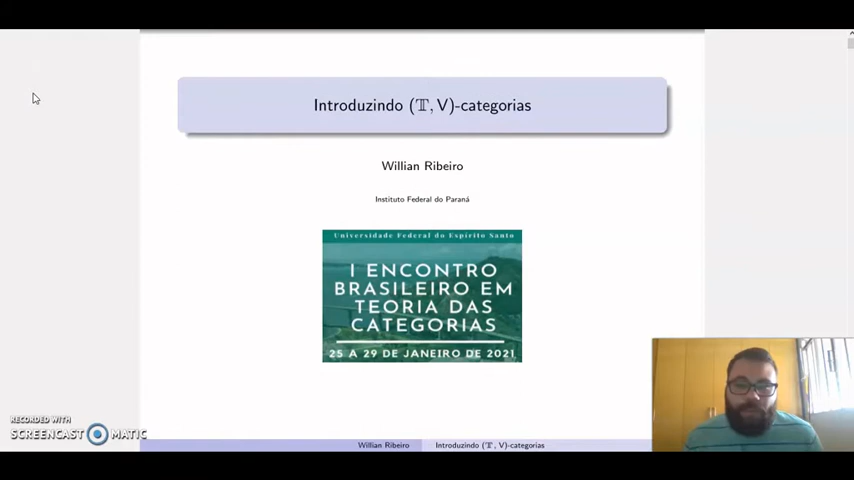 Introduzindo (𝕋, V)-categorias
Willian Ribeiro
Instituto Federal do Paraná
Universidade Federal do Espírito Santo
I ENCONTRO
BRASILEIRO EM
TEORIA DAS
CATEGORIAS
25 A 29 DE JANEIRO DE 2021
RECORDED WITH
SCREENCAST MATIC
Willian Ribeiro
Introduzindo (𝕋, V)-categorias